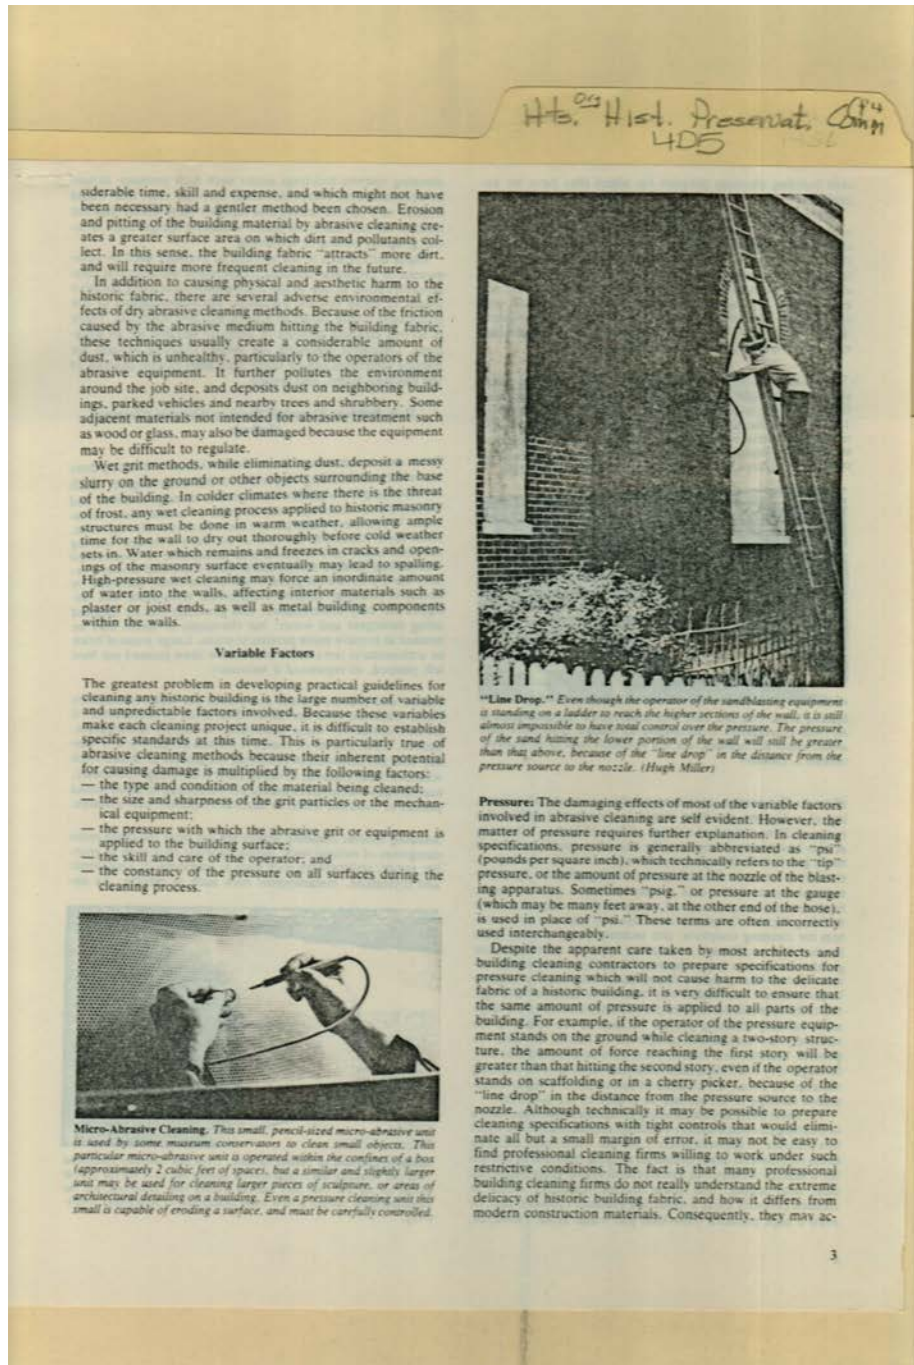 Hts. Org Hist. Preservat. Comm
4D5
siderable time, skill and expense, and which might not have
been necessary had a gentler method been chosen. Erosion
and pitting of the building material by abrasive cleaning cre-
ates a greater surface area on which dirt and pollutants col-
lect. In this sense, the building fabric "attracts" more dirt,
and will require more frequent cleaning in the future.
In addition to causing physical and aesthetic harm to the
historic fabric, there are several adverse environmental ef-
fects of dry abrasive cleaning methods. Because of the friction
caused by the abrasive medium hitting the building fabric,
these techniques usually create a considerable amount of
dust, which is unhealthy, particularly to the operators of the
abrasive equipment. It further pollutes the environment
around the job site, and deposits dust on neighboring build-
ings, parked vehicles and nearby trees and shrubbery. Some
adjacent materials not intended for abrasive treatment such
as wood or glass, may also be damaged because the equipment
may be difficult to regulate.
Wet grit methods, while eliminating dust, deposit a messy
slurry on the ground or other objects surrounding the base
of the building. In colder climates where there is the threat
of frost, any wet cleaning process applied to historic masonry
structures must be done in warm weather, allowing ample
time for the wall to dry out thoroughly before cold weather
sets in. Water which remains and freezes in cracks and open-
ings of the masonry surface eventually may lead to spalling.
High-pressure wet cleaning may force an inordinate amount
of water into the walls, affecting interior materials such as
plaster or joist ends, as well as metal building components
within the walls.
Variable Factors
The greatest problem in developing practical guidelines for
cleaning any historic building is the large number of variable
and unpredictable factors involved. Because these variables
make each cleaning project unique, it is difficult to establish
specific standards at this time. This is particularly true of
abrasive cleaning methods because their inherent potential
for causing damage is multiplied by the following factors:
— the type and condition of the material being cleaned;
— the size and sharpness of the grit particles or the mechan-
ical equipment;
— the pressure with which the abrasive grit or equipment is
applied to the building surface;
— the skill and care of the operator; and
— the constancy of the pressure on all surfaces during the
cleaning process.
Micro-Abrasive Cleaning. This small, pencil-sized micro-abrasive unit
is used by some museum conservators to clean small objects. This
particular micro-abrasive unit is operated within the confines of a box
(approximately 2 cubic feet of space), but a similar and slightly larger
unit may be used for cleaning larger pieces of sculpture, or areas of
architectural detailing on a building. Even a pressure cleaning unit this
small is capable of eroding a surface, and must be carefully controlled.
"Line Drop." Even though the operator of the sandblasting equipment
is standing on a ladder to reach the higher sections of the wall, it is still
almost impossible to have total control over the pressure. The pressure
of the sand hitting the lower portion of the wall will still be greater
than that above, because of the "line drop" in the distance from the
pressure source to the nozzle. (Hugh Miller)
Pressure: The damaging effects of most of the variable factors
involved in abrasive cleaning are self evident. However, the
matter of pressure requires further explanation. In cleaning
specifications, pressure is generally abbreviated as "psi"
(pounds per square inch), which technically refers to the "tip"
pressure, or the amount of pressure at the nozzle of the blast-
ing apparatus. Sometimes "psig," or pressure at the gauge
(which may be many feet away, at the other end of the hose),
is used in place of "psi." These terms are often incorrectly
used interchangeably.
Despite the apparent care taken by most architects and
building cleaning contractors to prepare specifications for
pressure cleaning which will not cause harm to the delicate
fabric of a historic building, it is very difficult to ensure that
the same amount of pressure is applied to all parts of the
building. For example, if the operator of the pressure equip-
ment stands on the ground while cleaning a two-story struc-
ture, the amount of force reaching the first story will be
greater than that hitting the second story, even if the operator
stands on scaffolding or in a cherry picker, because of the
"line drop" in the distance from the pressure source to the
nozzle. Although technically it may be possible to prepare
cleaning specifications with tight controls that would elimi-
nate all but a small margin of error, it may not be easy to
find professional cleaning firms willing to work under such
restrictive conditions. The fact is that many professional
building cleaning firms do not really understand the extreme
delicacy of historic building fabric, and how it differs from
modern construction materials. Consequently, they may ac-
3